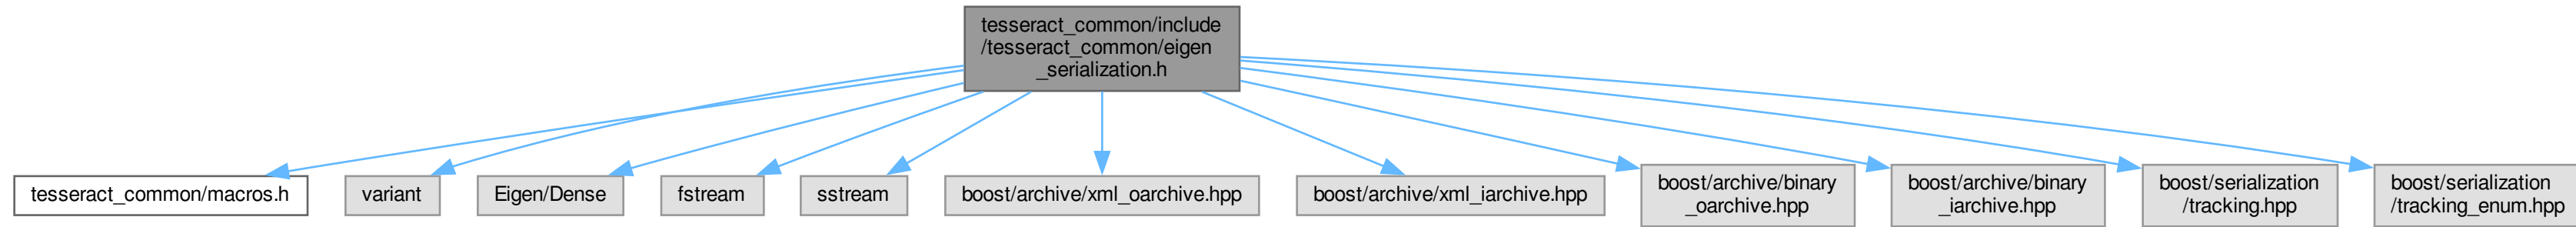 tesseract_common/include
/tesseract_common/eigen
_serialization.h
tesseract_common/macros.h
variant
Eigen/Dense
fstream
sstream
boost/archive/xml_oarchive.hpp
boost/archive/xml_iarchive.hpp
boost/archive/binary
_oarchive.hpp
boost/archive/binary
_iarchive.hpp
boost/serialization
/tracking.hpp
boost/serialization
/tracking_enum.hpp